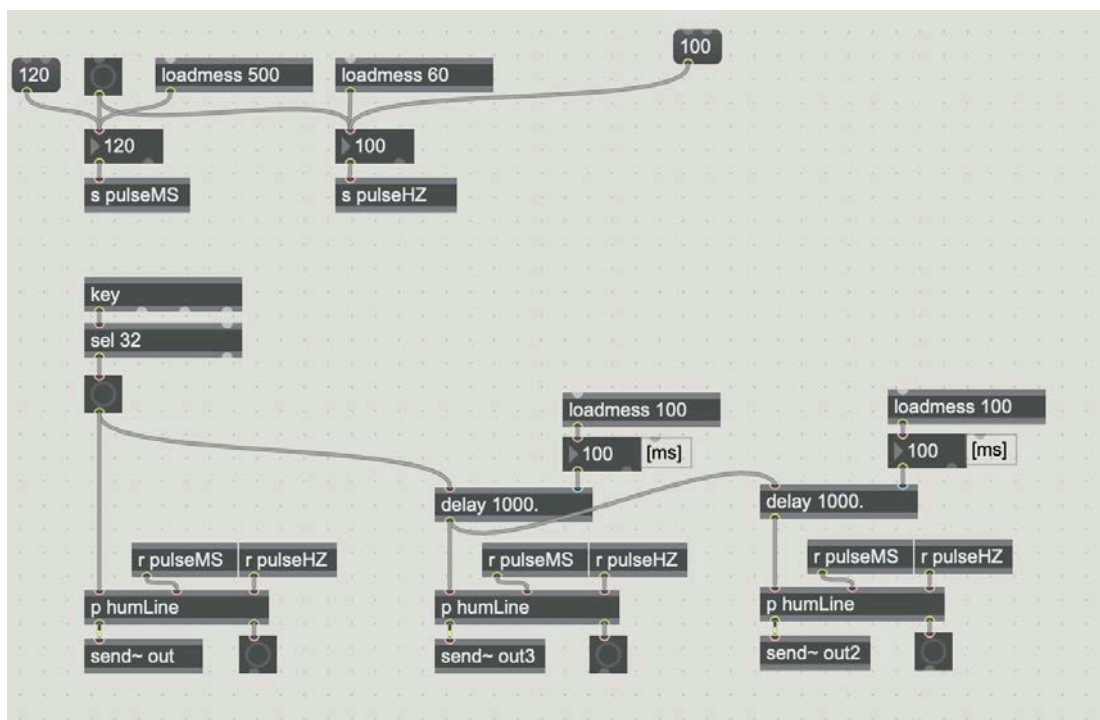 100
120
loadmess 500
loadmess 60
120
100
s pulseMS
s pulseHZ
key
sel 32
loadmess 100
loadmess 100
100 [ms]
100 [ms]
delay 1000.
delay 1000.
r pulseMS r pulseHZ
r pulseMS r pulseHZ
r pulseMS r pulseHZ
p humLine
p humLine
p humLine
send~ out
send~ out3
send~ out2